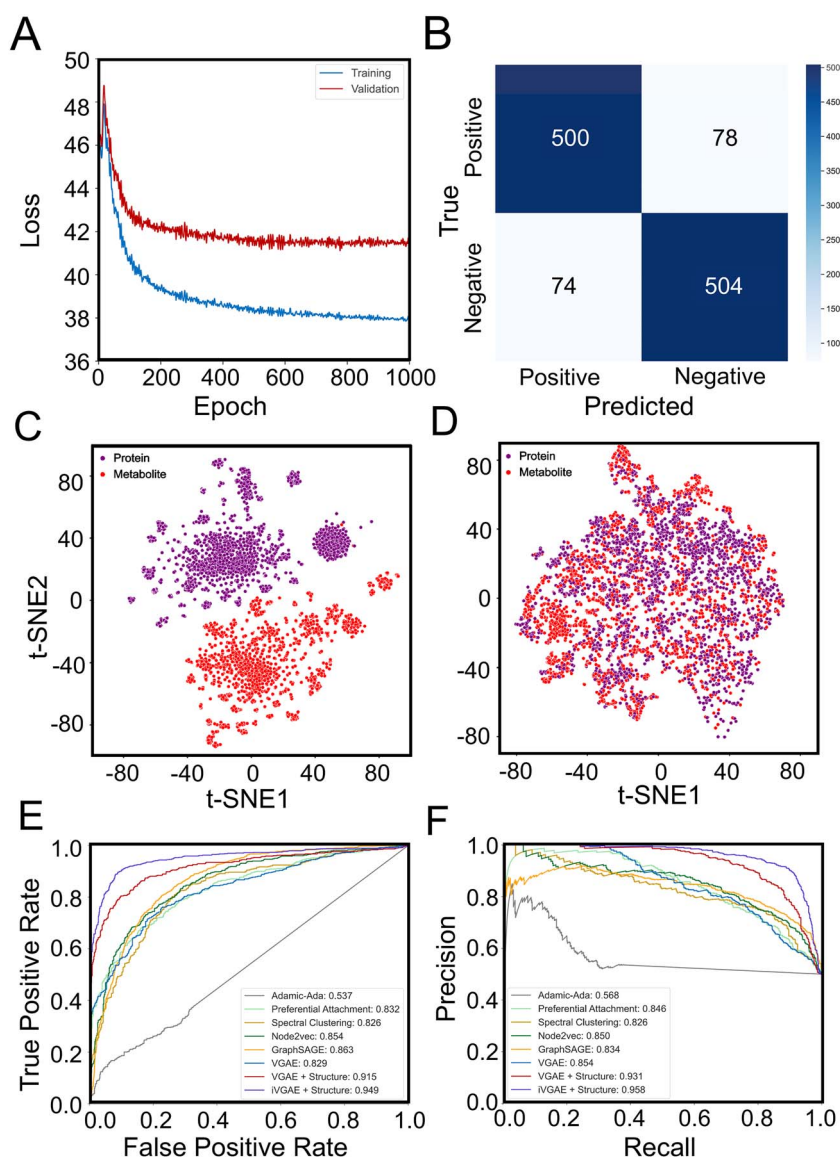 A
50
48
46
44
42
40
38
36
Loss
Training
Validation
0 200 400 600 800 1000
Epoch
B
Positive
Negative
True
500 78
74 504
Positive Negative
Predicted
500
450
400
350
300
250
200
150
100
C
Protein
Metabolite
80
40
0
-40
-80
t-SNE2
-80 -40 0 40 80
t-SNE1
D
Protein
Metabolite
80
40
0
-40
-80
-80 -40 0 40 80
t-SNE1
E
1.0
0.8
0.6
0.4
0.2
0.0
True Positive Rate
Adamic-Ada: 0.537
Preferential Attachment: 0.832
Spectral Clustering: 0.826
Node2vec: 0.854
GraphSAGE: 0.863
VGAE: 0.829
VGAE + Structure: 0.915
iVGAE + Structure: 0.949
0.0 0.2 0.4 0.6 0.8 1.0
False Positive Rate
F
1.0
0.8
0.6
0.4
0.2
0.0
Precision
Adamic-Ada: 0.568
Preferential Attachment: 0.846
Spectral Clustering: 0.826
Node2vec: 0.850
GraphSAGE: 0.834
VGAE: 0.854
VGAE + Structure: 0.931
iVGAE + Structure: 0.958
0.0 0.2 0.4 0.6 0.8 1.0
Recall